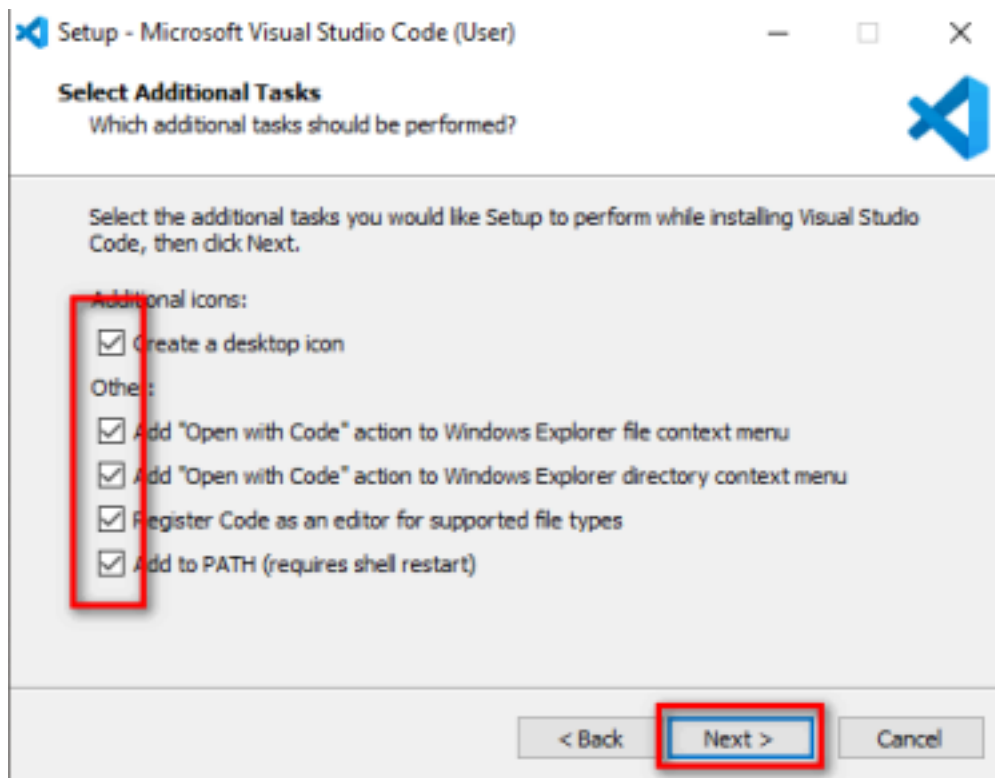 Setup - Microsoft Visual Studio Code (User)
Select Additional Tasks
Which additional tasks should be performed?
Select the additional tasks you would like Setup to perform while installing Visual Studio
Code, then click Next.
Additional icons:
Create a desktop icon
Other:
Add "Open with Code" action to Windows Explorer file context menu
Add "Open with Code" action to Windows Explorer directory context menu
Register Code as an editor for supported file types
Add to PATH (requires shell restart)
< Back Next > Cancel